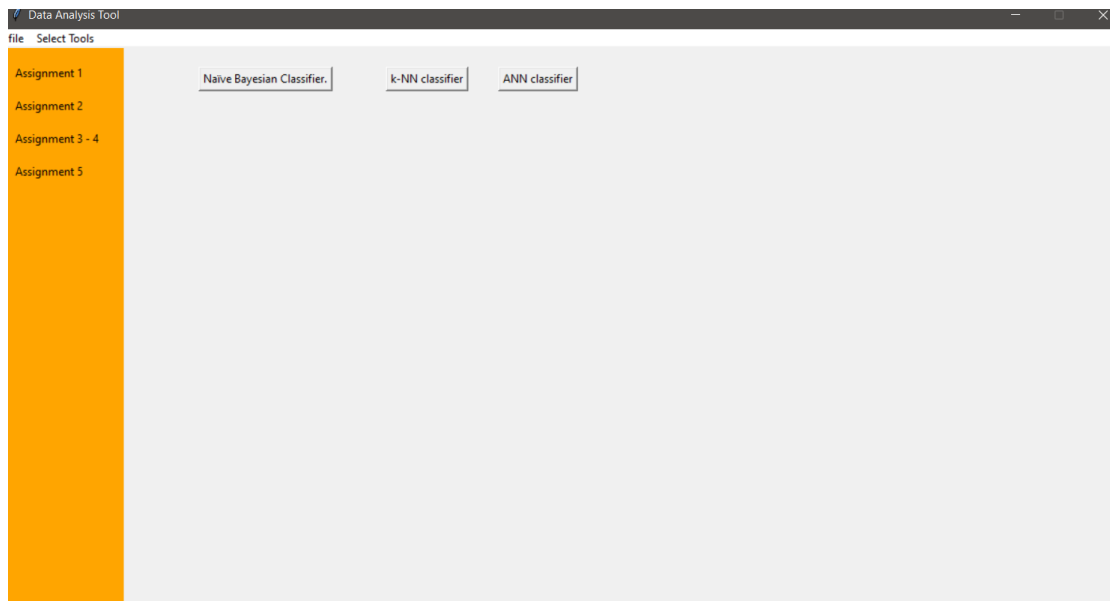 Data Analysis Tool
file Select Tools
Assignment 1
Assignment 2
Assignment 3 - 4
Assignment 5
Naïve Bayesian Classifier. k-NN classifier ANN classifier